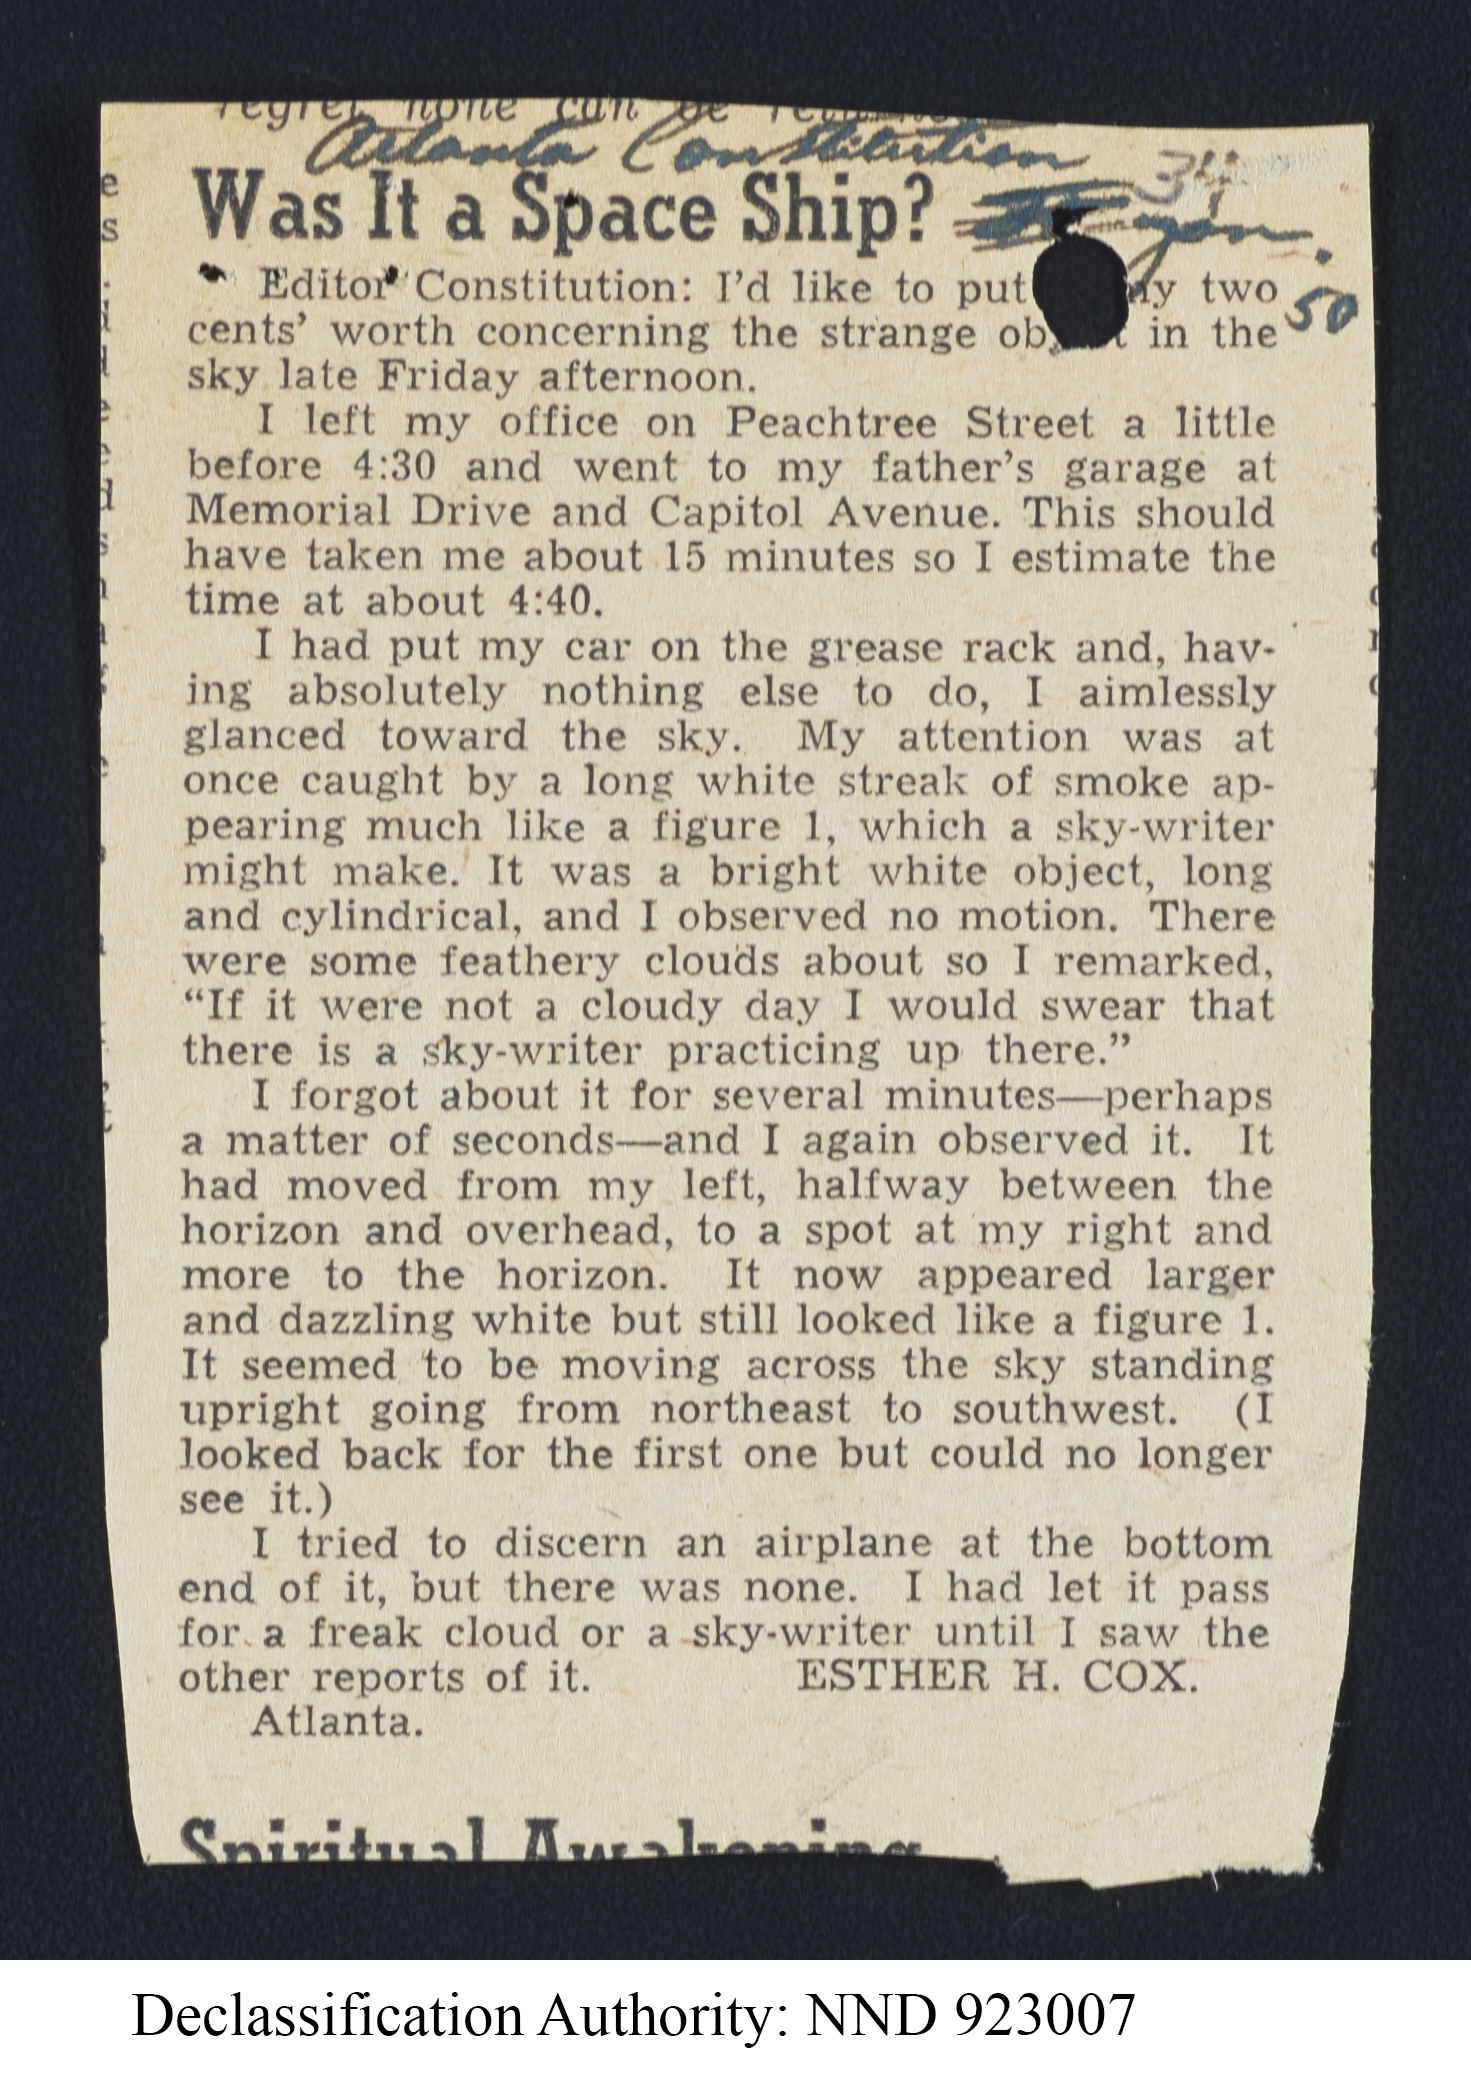 Atlanta Constitution
Was It a Space Ship?
34
Jan.
50
Editor Constitution: I'd like to put two
cents' worth concerning the strange in the
sky late Friday afternoon.
I left my office on Peachtree Street a little
before 4:30 and went to my father's garage at
Memorial Drive and Capitol Avenue. This should
have taken me about 15 minutes so I estimate the
time at about 4:40.
I had put my car on the grease rack and, hav-
ing absolutely nothing else to do, I aimlessly
glanced toward the sky. My attention was at
once caught by a long white streak of smoke ap-
pearing much like a figure 1, which a sky-writer
might make. It was a bright white object, long
and cylindrical, and I observed no motion. There
were some feathery clouds about so I remarked,
“If it were not a cloudy day I would swear that
there is a sky-writer practicing up there.”
I forgot about it for several minutes—perhaps
a matter of seconds—and I again observed it. It
had moved from my left, halfway between the
horizon and overhead, to a spot at my right and
more to the horizon. It now appeared larger
and dazzling white but still looked like a figure 1.
It seemed to be moving across the sky standing
upright going from northeast to southwest. (I
looked back for the first one but could no longer
see it.)
I tried to discern an airplane at the bottom
end of it, but there was none. I had let it pass
for a freak cloud or a sky-writer until I saw the
other reports of it. ESTHER H. COX.
Atlanta.
Spiritual Awakening
Declassification Authority: NND 923007